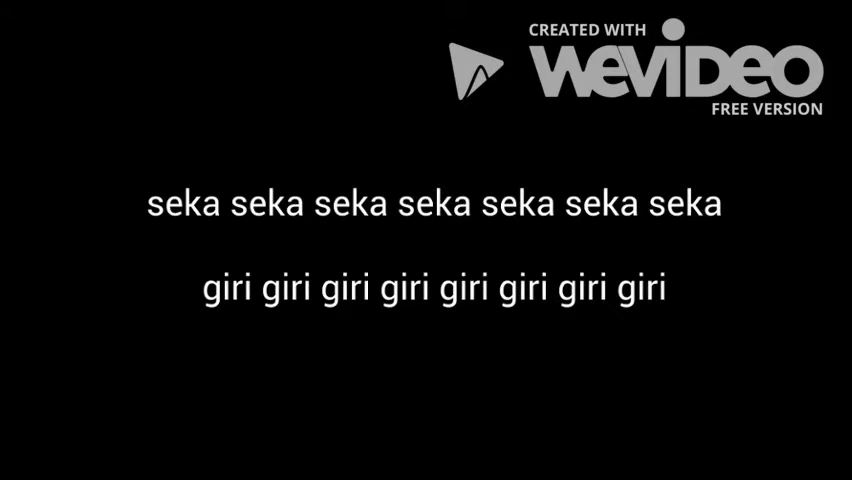 CREATED WITH
WEVIDEO
FREE VERSION
seka seka seka seka seka seka seka
giri giri giri giri giri giri giri giri